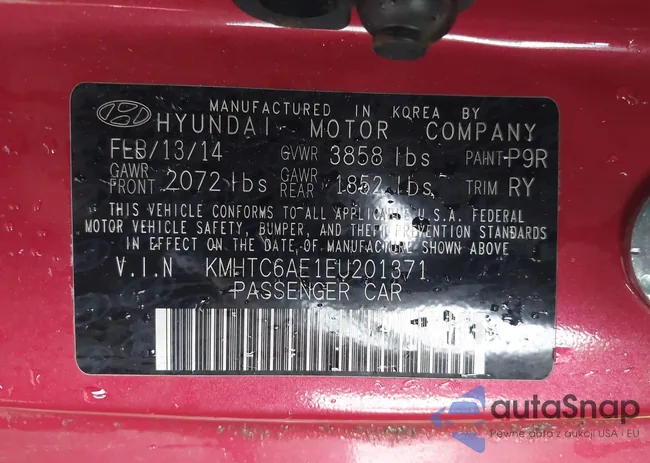 MANUFACTURED IN KOREA BY
HYUNDAI MOTOR COMPANY
FEB/13/14 GVWR 3858 lbs PAINT P9R
GAWR FRONT 2072 lbs GAWR REAR 1852 lbs TRIM RY
THIS VEHICLE CONFORMS TO ALL APPLICABLE U.S.A. FEDERAL
MOTOR VEHICLE SAFETY, BUMPER, AND THEFT PREVENTION STANDARDS
IN EFFECT ON THE DATE OF MANUFACTURE SHOWN ABOVE
V.I.N KMHTC6AE1EU201371
PASSENGER CAR
autaSnap
Pewne auta z aukcji USA i EU